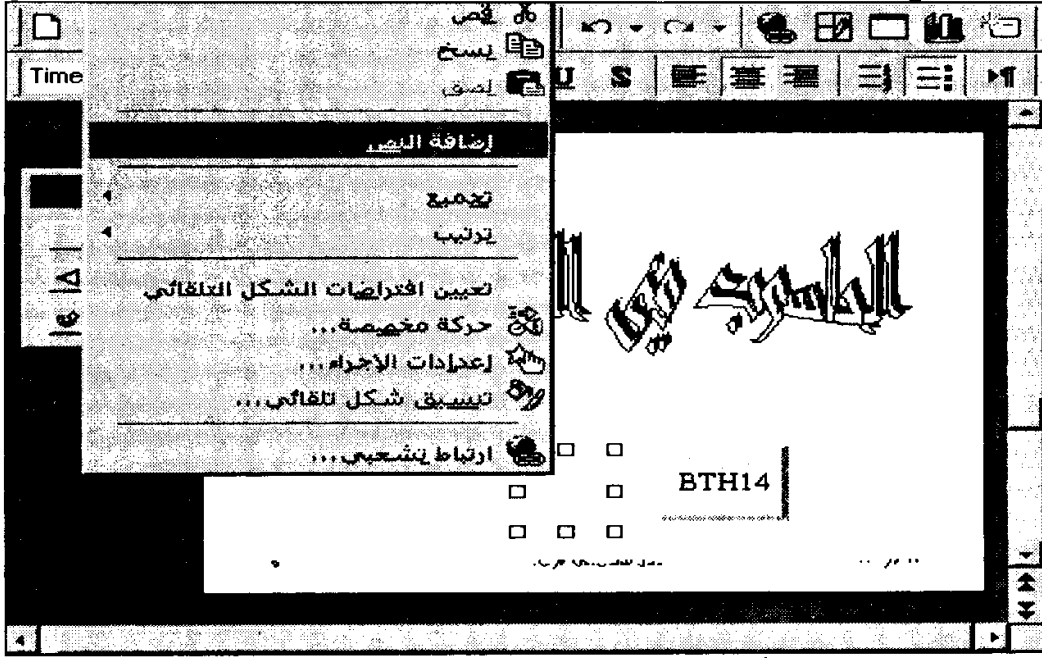 قص
نسخ
لصق
Time
U S
إضافة النص
تجميع
ترتيب
تعيين افتراضات الشكل التلقائي
حركة مخصصة...
إعدادات الإجراء...
تنسيق شكل تلقائي...
ارتباط تشعبي...
BTH14